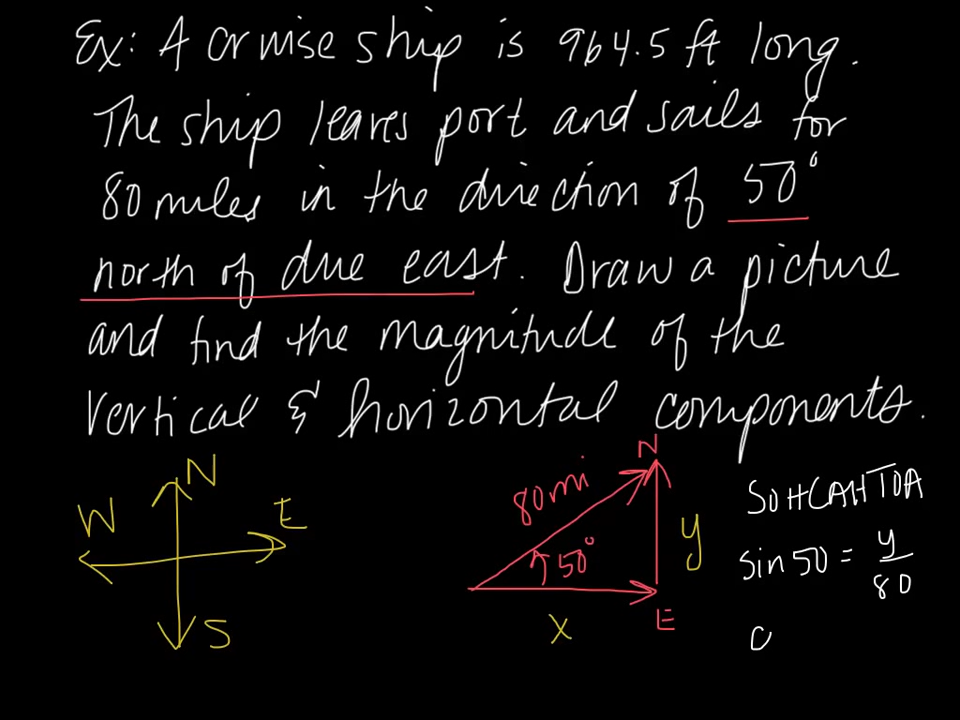 Ex: A cruise ship is 964.5 ft long.
The ship leaves port and sails for
80 miles in the direction of 50°
north of due east. Draw a picture
and find the magnitude of the
vertical & horizontal components.
N
W
E
S
N
80mi
50°
y
x
E
SOHCAHTOA
sin 50 = y/80
C